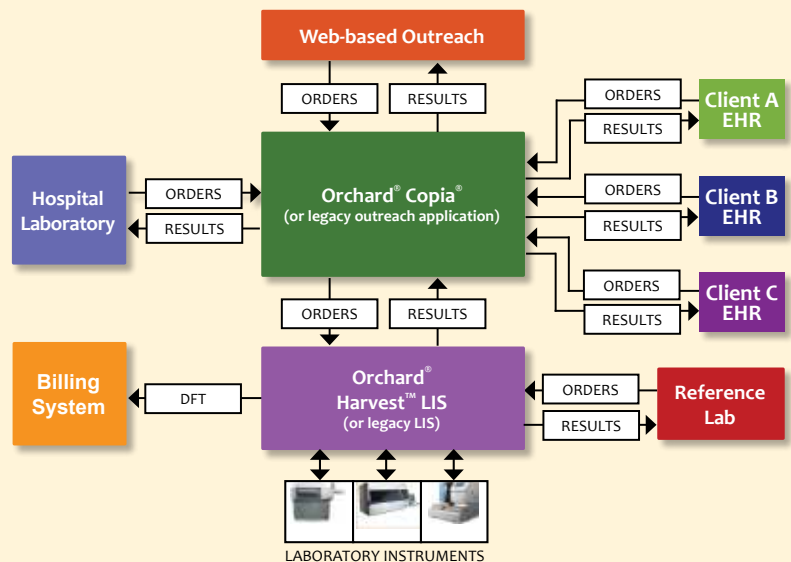 Web-based Outreach
ORDERS
RESULTS
ORDERS
RESULTS
Client A
EHR
Hospital
Laboratory
ORDERS
RESULTS
Orchard® Copia®
(or legacy outreach application)
ORDERS
RESULTS
Client B
EHR
ORDERS
RESULTS
Client C
EHR
ORDERS
RESULTS
Billing
System
DFT
Orchard®
Harvest™ LIS
(or legacy LIS)
ORDERS
RESULTS
Reference
Lab
LABORATORY INSTRUMENTS